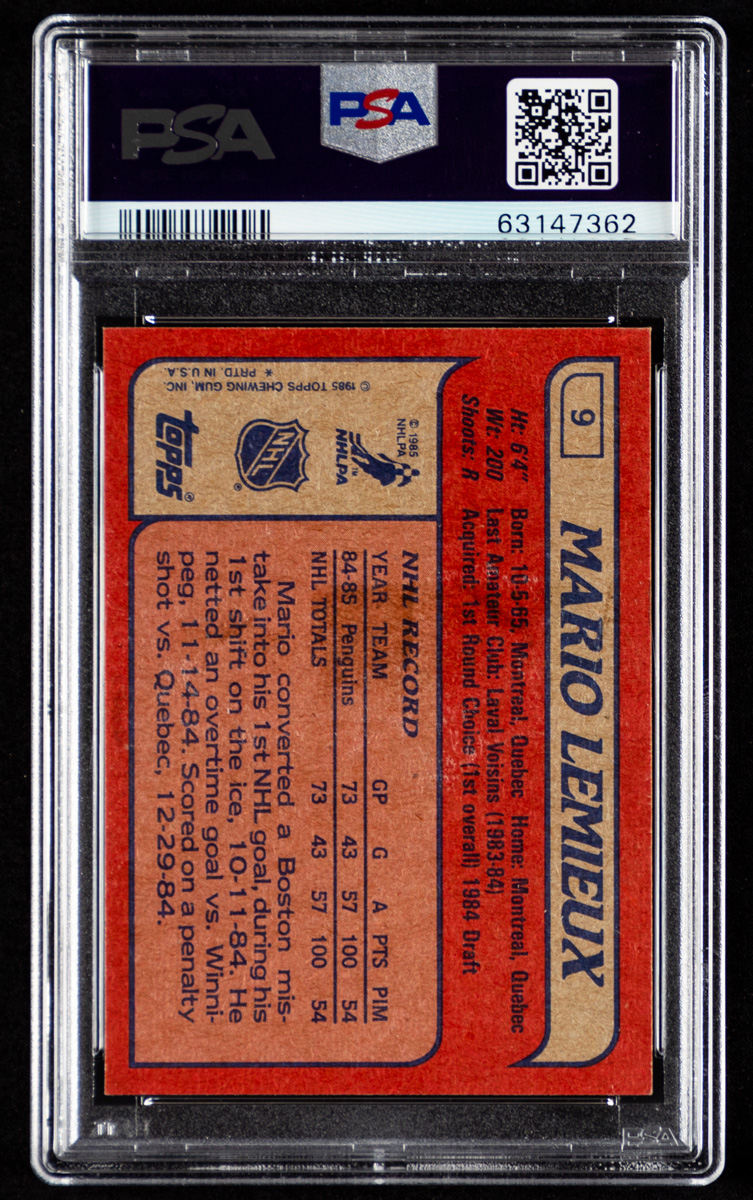 PSA
PSA
63147362
9
MARIO LEMIEUX
Ht: 6'4" Born: 10-5-65, Montreal, Quebec Home: Montreal, Quebec
Wt: 200 Last Amateur Club: Laval Voisins (1983-84)
Shoots: R Acquired: 1st Round Choice (1st overall) 1984 Draft
© 1985
NHLPA
NHLPA
TM
NHL
®
topps®
© 1985 TOPPS CHEWING GUM, INC.
* PRTD. IN U.S.A.
NHL RECORD
YEAR TEAM GP G A PTS PIM
84-85 Penguins 73 43 57 100 54
NHL TOTALS 73 43 57 100 54
Mario converted a Boston mis-
take into his 1st NHL goal, during his
1st shift on the ice, 10-11-84. He
netted an overtime goal vs. Winni-
peg, 11-14-84. Scored on a penalty
shot vs. Quebec, 12-29-84.
PSA